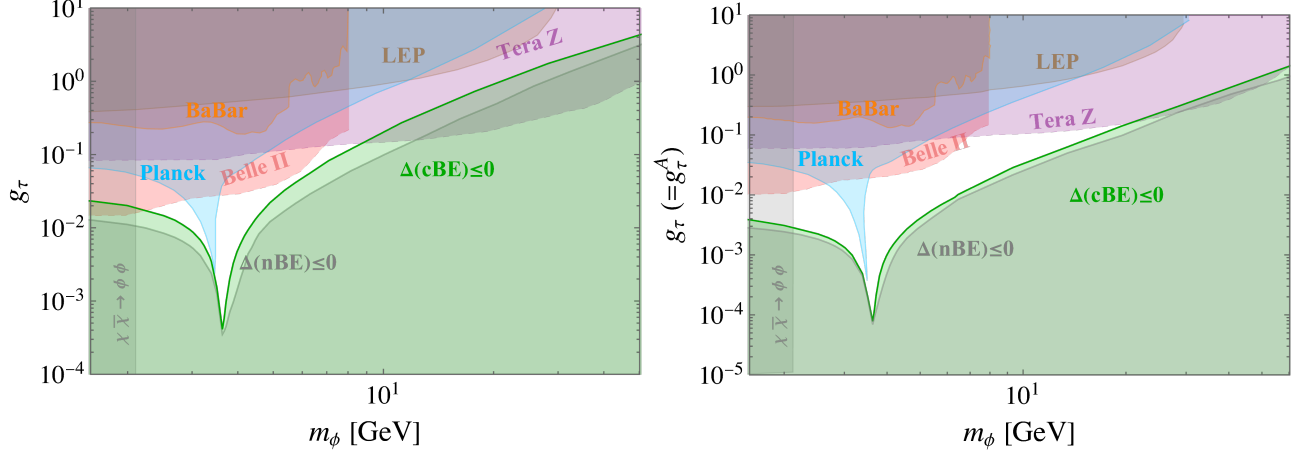 10^1
10^0
10^-1
10^-2
10^-3
10^-4
g_τ
LEP
Tera Z
BaBar
Planck
Belle II
Δ(cBE)≤0
Δ(nBE)≤0
χ χ̅ → ϕ ϕ
10^1
m_ϕ [GeV]
10^1
10^0
10^-1
10^-2
10^-3
10^-4
10^-5
g_τ (=g_τ^A)
LEP
BaBar
Tera Z
Planck
Belle II
Δ(cBE)≤0
Δ(nBE)≤0
χ χ̅ → ϕ ϕ
10^1
m_ϕ [GeV]